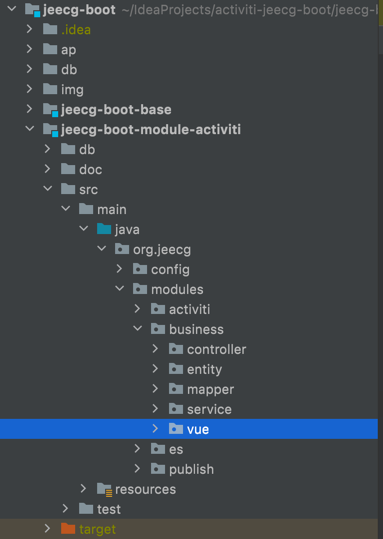 jeecg-boot ~/IdeaProjects/activiti-jeecg-boot/jeecg-
.idea
ap
db
img
jeecg-boot-base
jeecg-boot-module-activiti
db
doc
src
main
java
org.jeecg
config
modules
activiti
business
controller
entity
mapper
service
vue
es
publish
resources
test
target